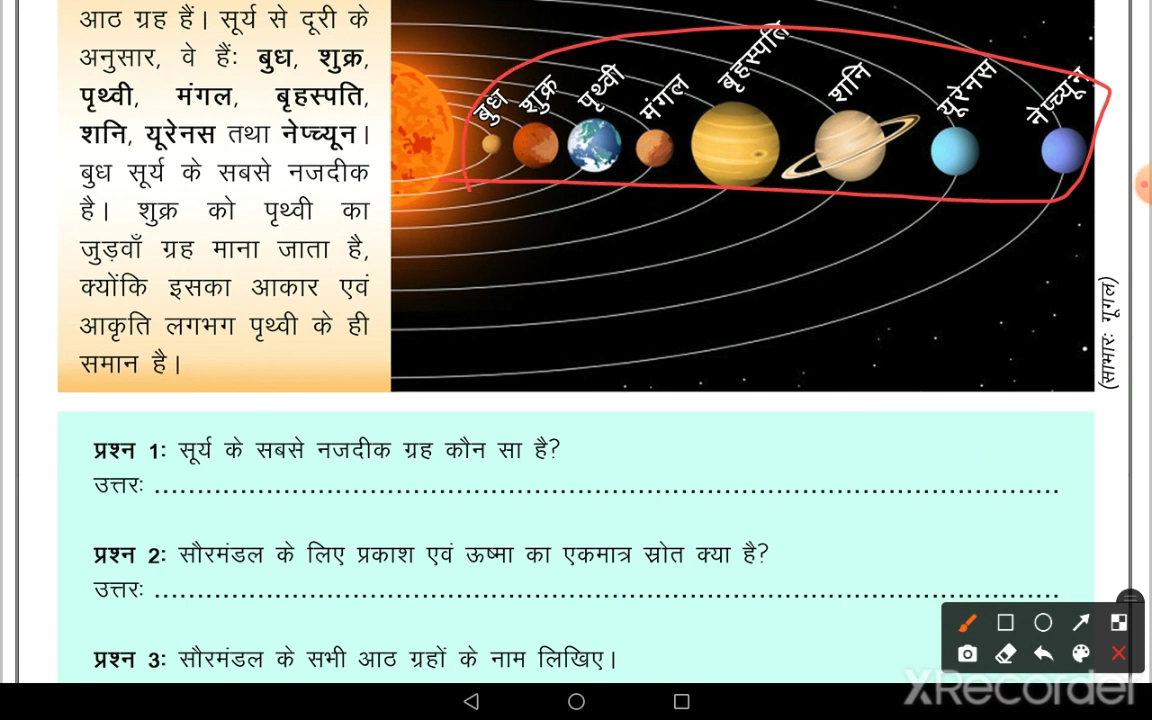 आठ ग्रह हैं। सूर्य से दूरी के
अनुसार, वे हैं: बुध, शुक्र,
पृथ्वी, मंगल, बृहस्पति,
शनि, यूरेनस तथा नेप्च्यून।
बुध सूर्य के सबसे नजदीक
है। शुक्र को पृथ्वी का
जुड़वाँ ग्रह माना जाता है,
क्योंकि इसका आकार एवं
आकृति लगभग पृथ्वी के ही
समान है।
बुध
शुक्र
पृथ्वी
मंगल
बृहस्पति
शनि
यूरेनस
नेप्च्यून
(साभारः गूगल)
प्रश्न 1: सूर्य के सबसे नजदीक ग्रह कौन सा है?
उत्तरः ....................................................................................................
प्रश्न 2: सौरमंडल के लिए प्रकाश एवं ऊष्मा का एकमात्र स्रोत क्या है?
उत्तरः ....................................................................................................
प्रश्न 3: सौरमंडल के सभी आठ ग्रहों के नाम लिखिए।
XRecorder